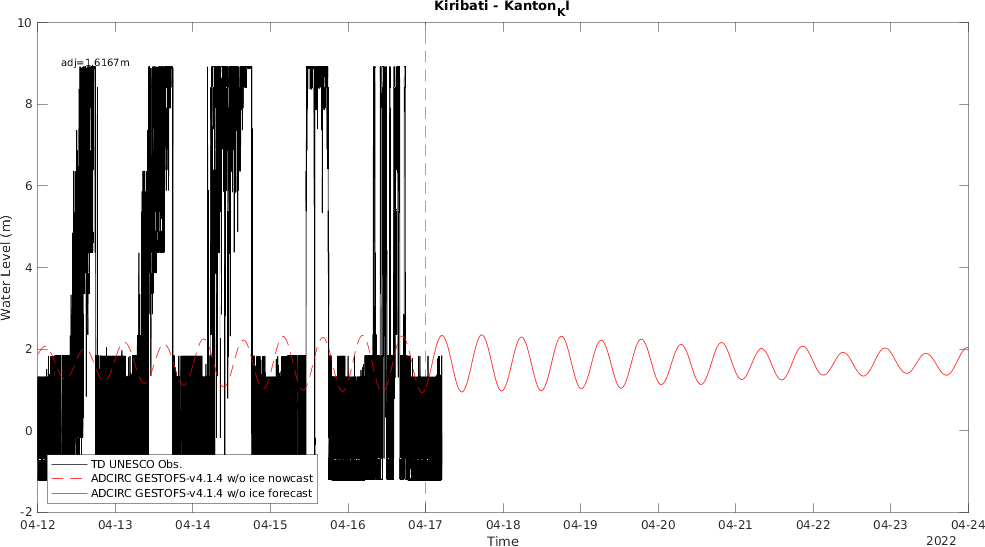 Kiribati - Kanton_KI
10
adj=1.6167m
8
6
4
2
0
-2
Water Level (m)
TD UNESCO Obs.
ADCIRC GESTOFS-v4.1.4 w/o ice nowcast
ADCIRC GESTOFS-v4.1.4 w/o ice forecast
04-12 04-13 04-14 04-15 04-16 04-17 04-18 04-19 04-20 04-21 04-22 04-23 04-24
Time
2022